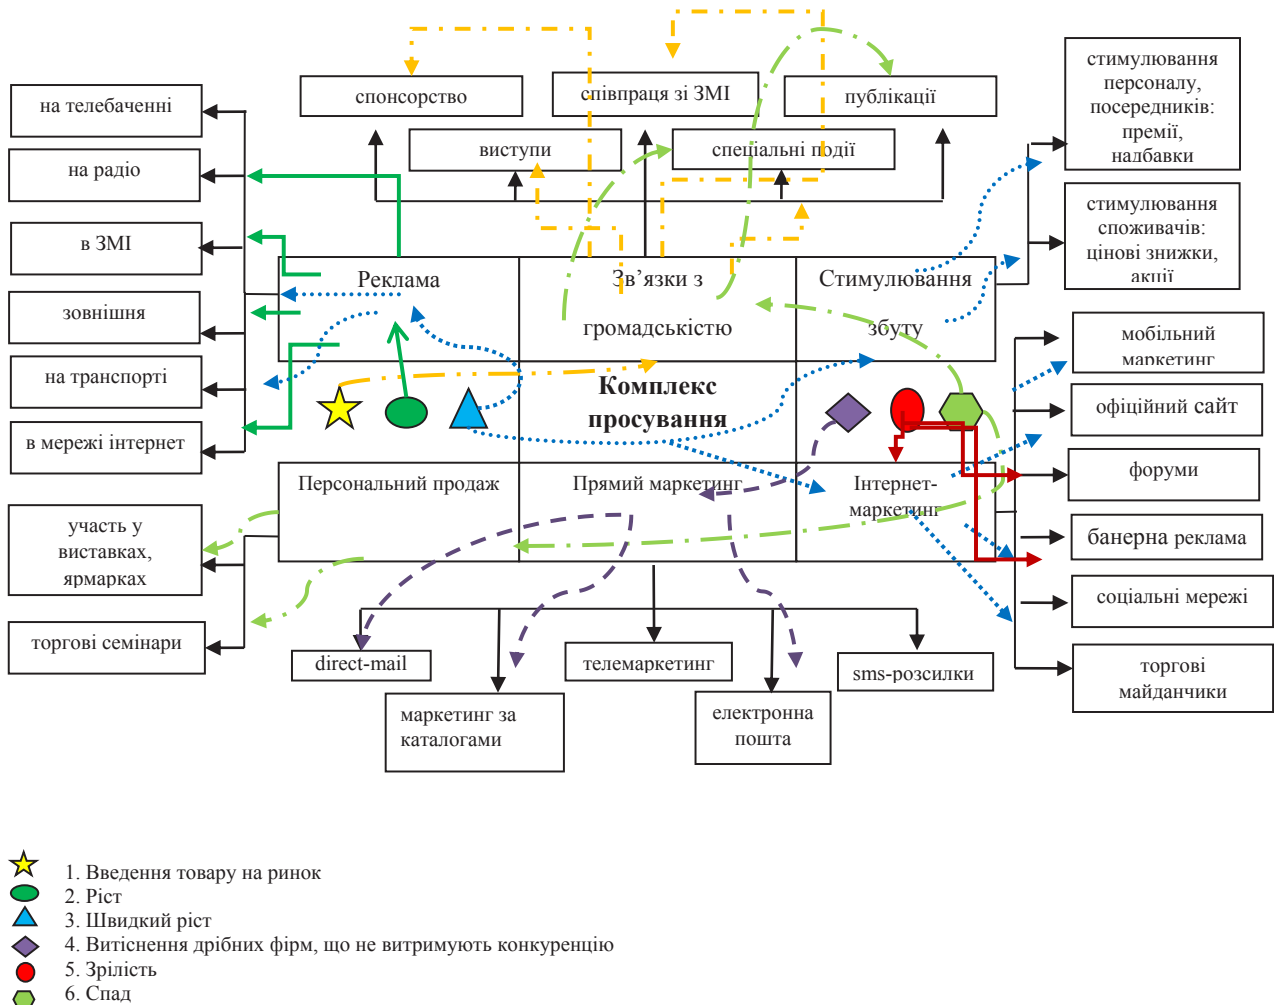 спонсорство
співпраця зі ЗМІ
публікації
виступи
спеціальні події
на телебаченні
на радіо
в ЗМІ
зовнішня
на транспорті
в мережі інтернет
участь у
виставках,
ярмарках
торгові семінари
Реклама
Зв’язки з
громадськістю
Стимулювання
збуту
Комплекс
просування
Персональний продаж
Прямий маркетинг
Інтернет-
маркетинг
стимулювання
персоналу,
посередників:
премії,
надбавки
стимулювання
споживачів:
цінові знижки,
акції
мобільний
маркетинг
офіційний сайт
форуми
банерна реклама
соціальні мережі
торгові
майданчики
direct-mail
телемаркетинг
sms-розсилки
маркетинг за
каталогами
електронна
пошта
1. Введення товару на ринок
2. Ріст
3. Швидкий ріст
4. Витіснення дрібних фірм, що не витримують конкуренцію
5. Зрілість
6. Спад